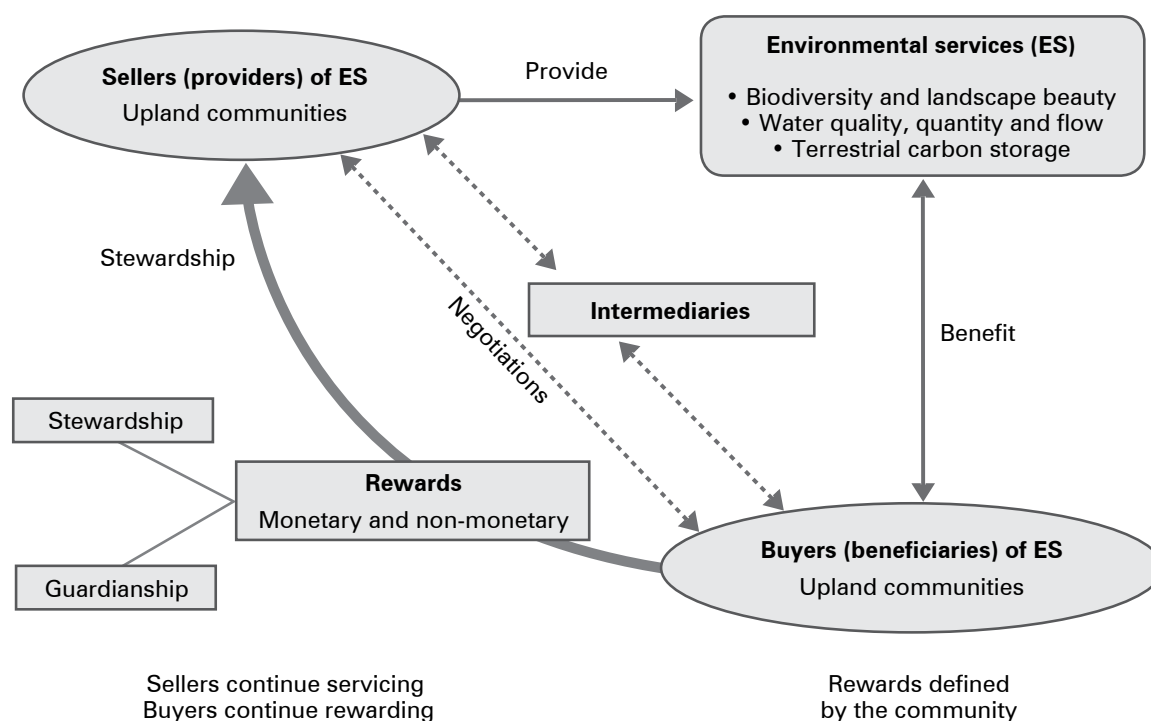 Sellers (providers) of ES
Upland communities
Provide
Environmental services (ES)
• Biodiversity and landscape beauty
• Water quality, quantity and flow
• Terrestrial carbon storage
Stewardship
Negotiations
Intermediaries
Benefit
Stewardship
Rewards
Monetary and non-monetary
Guardianship
Buyers (beneficiaries) of ES
Upland communities
Sellers continue servicing
Buyers continue rewarding
Rewards defined
by the community